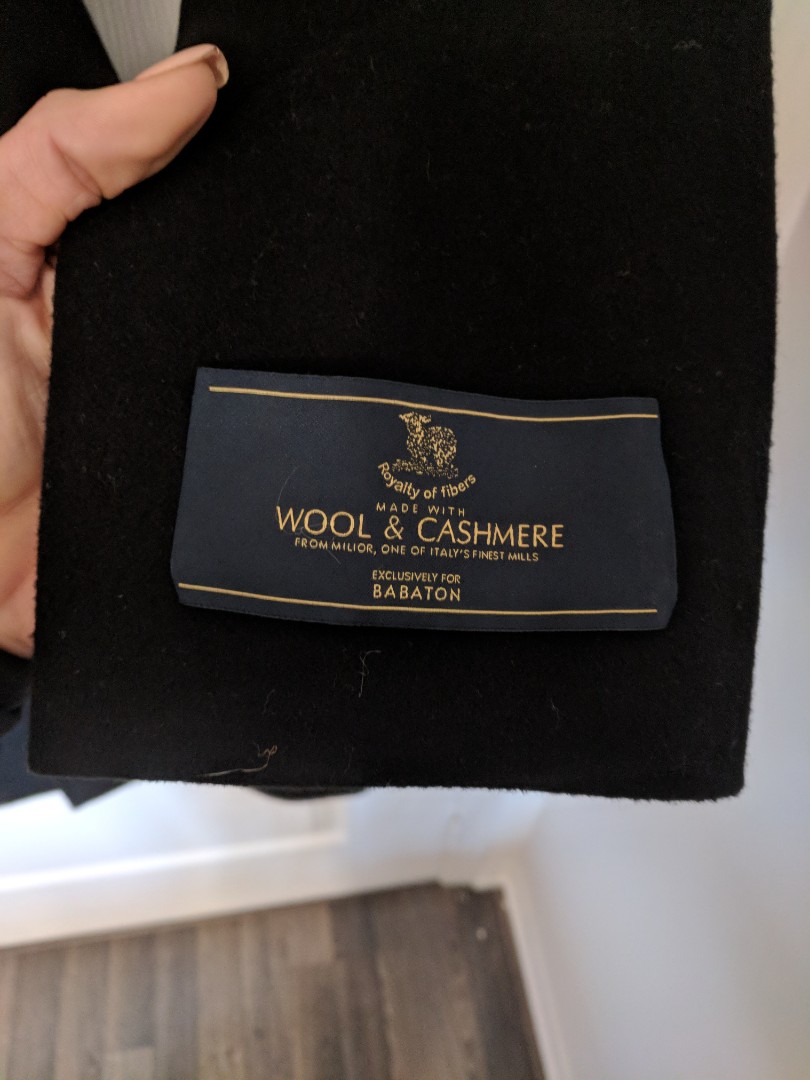 Royalty of fibers
MADE WITH
WOOL & CASHMERE
FROM MILIOR, ONE OF ITALY'S FINEST MILLS
EXCLUSIVELY FOR
BABATON